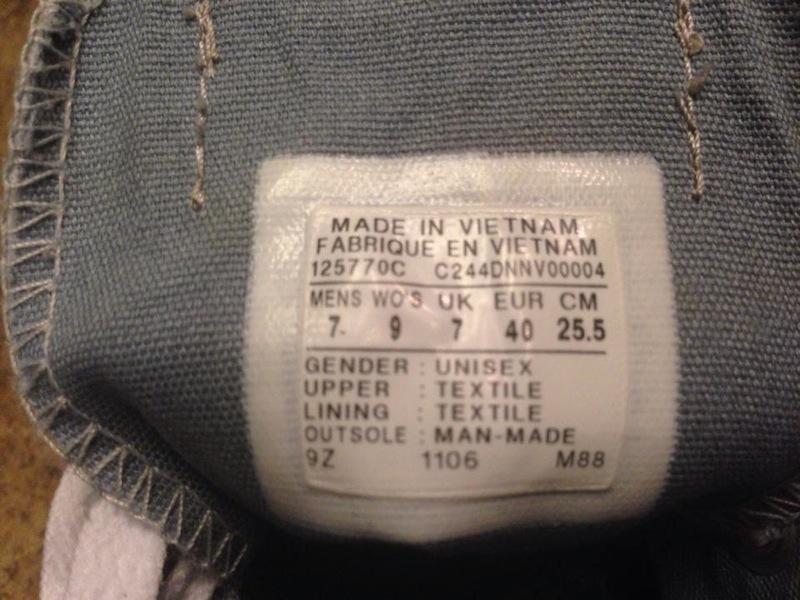 MADE IN VIETNAM
FABRIQUE EN VIETNAM
125770C C244DNNV00004
MENS WO'S UK EUR CM
7 9 7 40 25.5
GENDER : UNISEX
UPPER : TEXTILE
LINING : TEXTILE
OUTSOLE : MAN-MADE
9Z 1106 M88